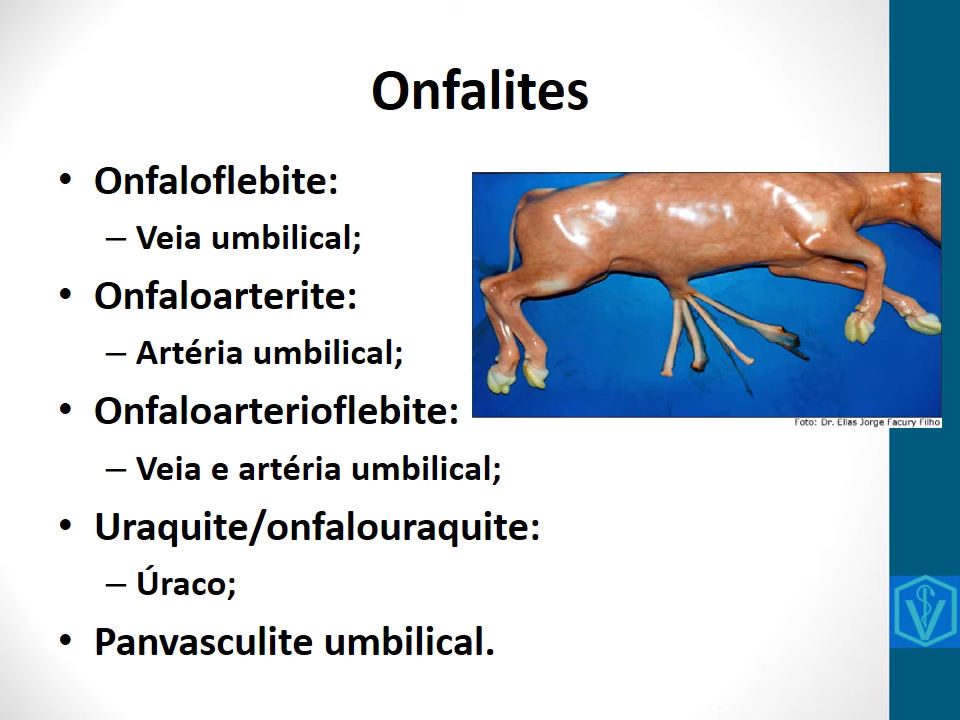 Onfalites
• Onfaloflebite:
– Veia umbilical;
• Onfaloarterite:
– Artéria umbilical;
• Onfaloarterioflebite:
– Veia e artéria umbilical;
• Uraquite/onfalouraquite:
– Úraco;
• Panvasculite umbilical.
Foto: Dr. Elias Jorge Facury Filho
V